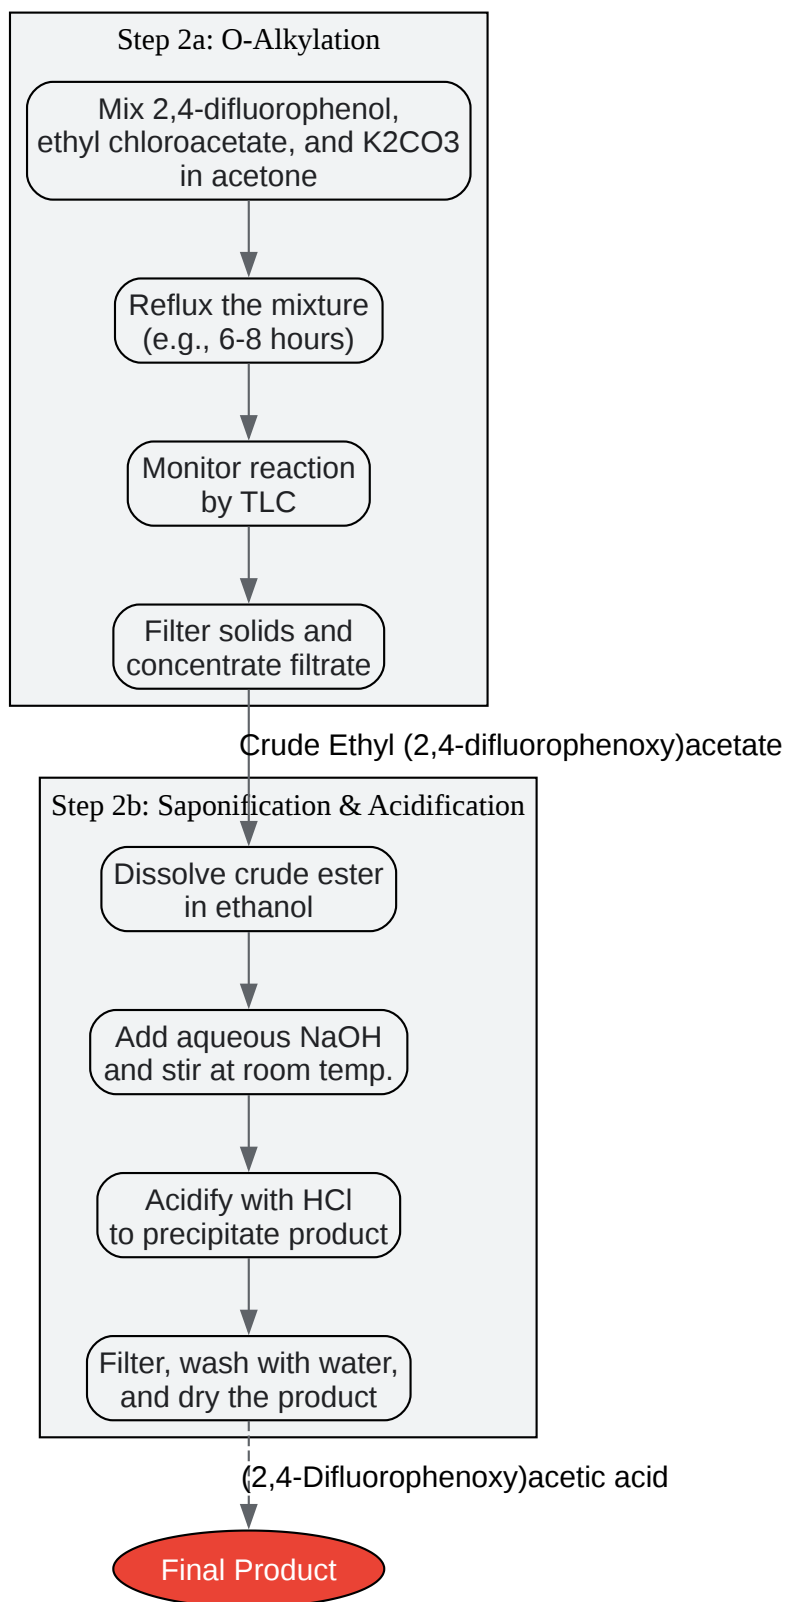 Step 2a: O-Alkylation
Mix 2,4-difluorophenol,
ethyl chloroacetate, and K2CO3
in acetone
Reflux the mixture
(e.g., 6-8 hours)
Monitor reaction
by TLC
Filter solids and
concentrate filtrate
Crude Ethyl (2,4-difluorophenoxy)acetate
Step 2b: Saponification & Acidification
Dissolve crude ester
in ethanol
Add aqueous NaOH
and stir at room temp.
Acidify with HCl
to precipitate product
Filter, wash with water,
and dry the product
(2,4-Difluorophenoxy)acetic acid
Final Product